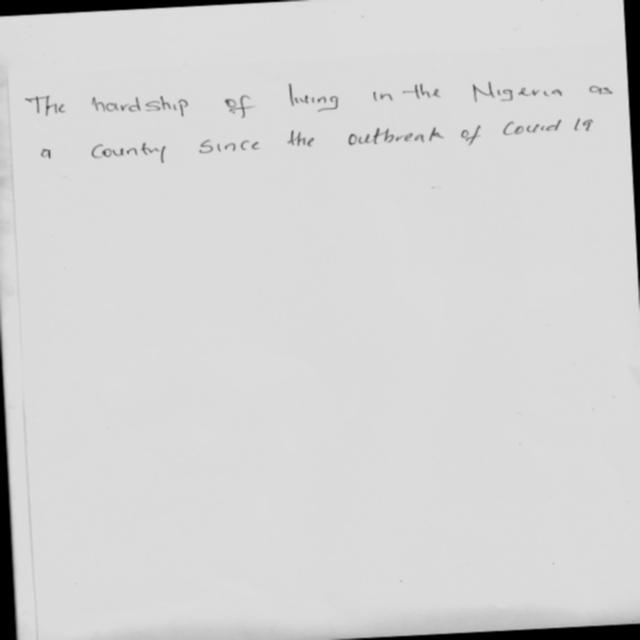 The hardship of living in the Nigeria as
a country since the outbreak of Covid 19